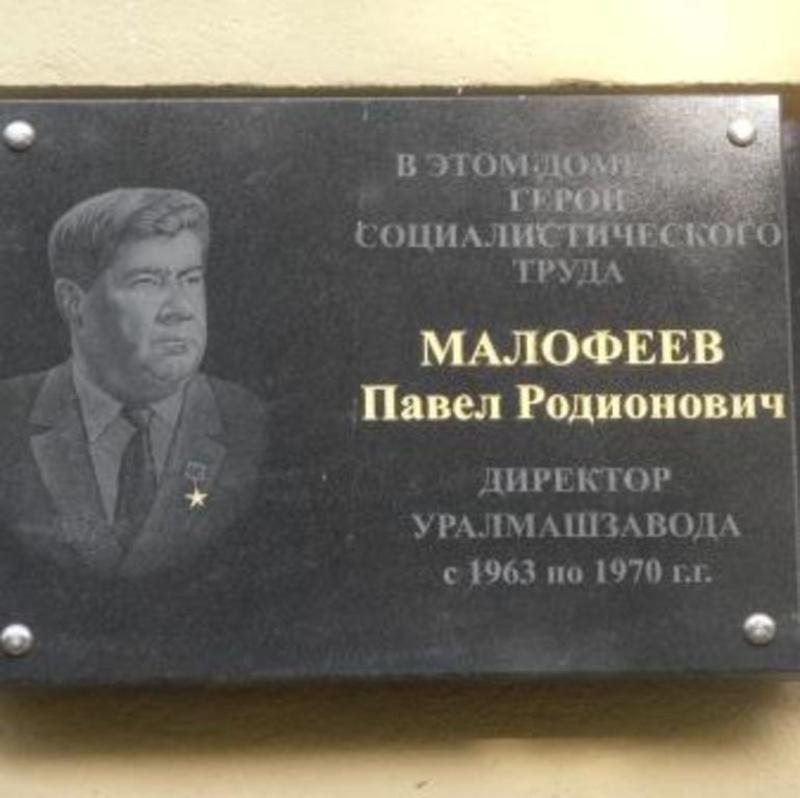 В ЭТОМ ДОМЕ
ГЕРОЙ
СОЦИАЛИСТИЧЕСКОГО
ТРУДА
МАЛОФЕЕВ
Павел Родионович
ДИРЕКТОР
УРАЛМАШЗАВОДА
с 1963 по 1970 г.г.